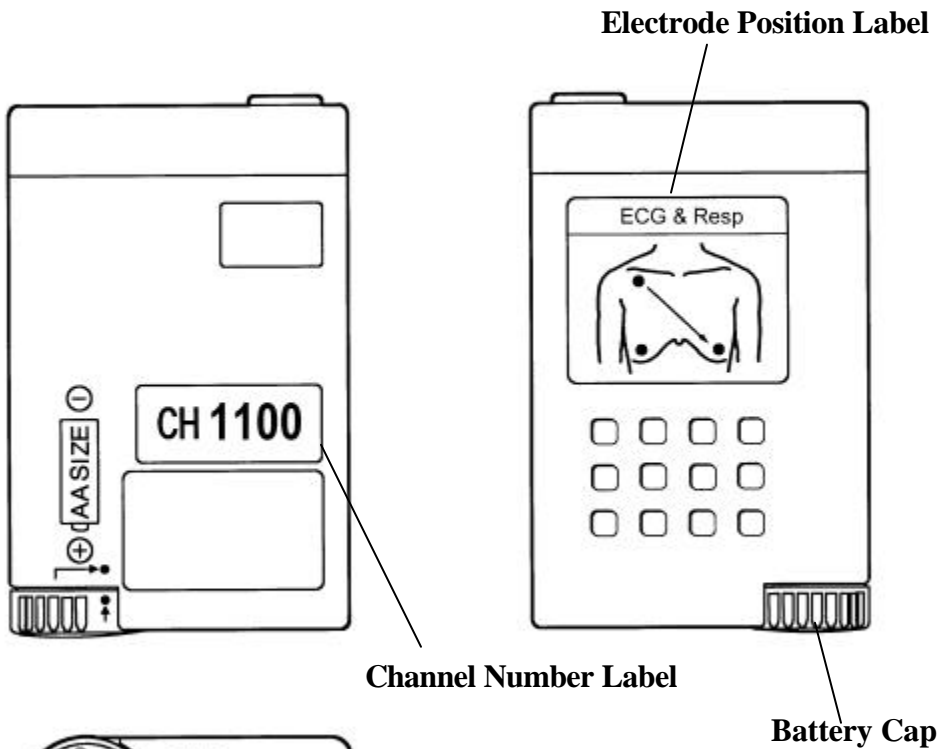 Electrode Position Label
ECG & Resp
CH 1100
⊖
AA SIZE
⊕
Channel Number Label
Battery Cap